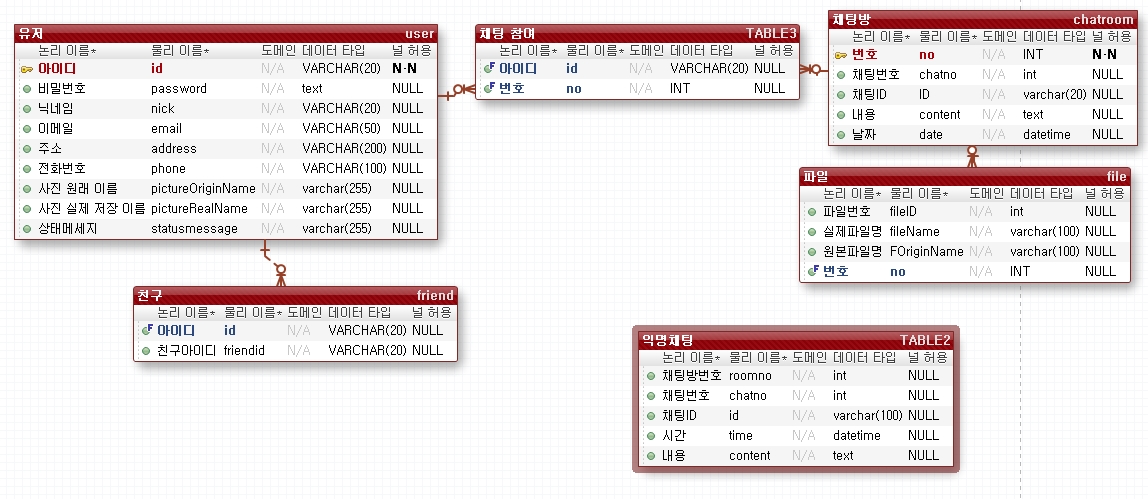 유저 user
논리 이름* 물리 이름* 도메인 데이터 타입 널 허용
아이디 id N/A VARCHAR(20) N·N
비밀번호 password N/A text NULL
닉네임 nick N/A VARCHAR(20) NULL
이메일 email N/A VARCHAR(50) NULL
주소 address N/A VARCHAR(200) NULL
전화번호 phone N/A VARCHAR(100) NULL
사진 원래 이름 pictureOriginName N/A varchar(255) NULL
사진 실제 저장 이름 pictureRealName N/A varchar(255) NULL
상태메세지 statusmessage N/A varchar(255) NULL
채팅 참여 TABLE3
논리 이름* 물리 이름* 도메인 데이터 타입 널 허용
아이디 id N/A VARCHAR(20) NULL
번호 no N/A INT NULL
채팅방 chatroom
논리 이름* 물리 이름* 도메인 데이터 타입 널 허용
번호 no N/A INT N·N
채팅번호 chatno N/A int NULL
채팅ID ID N/A varchar(20) NULL
내용 content N/A text NULL
날짜 date N/A datetime NULL
파일 file
논리 이름* 물리 이름* 도메인 데이터 타입 널 허용
파일번호 fileID N/A int NULL
실제파일명 fileName N/A varchar(100) NULL
원본파일명 FOriginName N/A varchar(100) NULL
번호 no N/A INT NULL
친구 friend
논리 이름* 물리 이름* 도메인 데이터 타입 널 허용
아이디 id N/A VARCHAR(20) NULL
친구아이디 friendid N/A VARCHAR(20) NULL
익명채팅 TABLE2
논리 이름* 물리 이름* 도메인 데이터 타입 널 허용
채팅방번호 roomno N/A int NULL
채팅번호 chatno N/A int NULL
채팅ID id N/A varchar(100) NULL
시간 time N/A datetime NULL
내용 content N/A text NULL